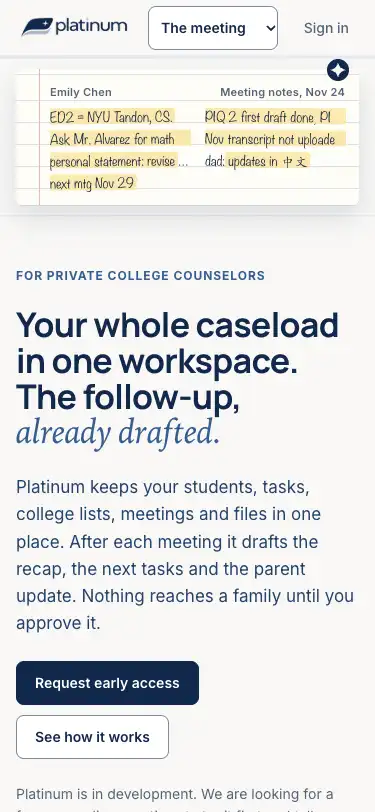 platinum
The meeting
Sign in
Emily Chen
Meeting notes, Nov 24
ED2 = NYU Tandon, CS.
Ask Mr. Alvarez for math
personal statement: revise ...
next mtg Nov 29
PIQ 2 first draft done, PI
Nov transcript not uploade
dad: updates in 中文
FOR PRIVATE COLLEGE COUNSELORS
Your whole caseload
in one workspace.
The follow-up,
already drafted.
Platinum keeps your students, tasks,
college lists, meetings and files in one
place. After each meeting it drafts the
recap, the next tasks and the parent
update. Nothing reaches a family until you
approve it.
Request early access
See how it works
Platinum is in development. We are looking for a